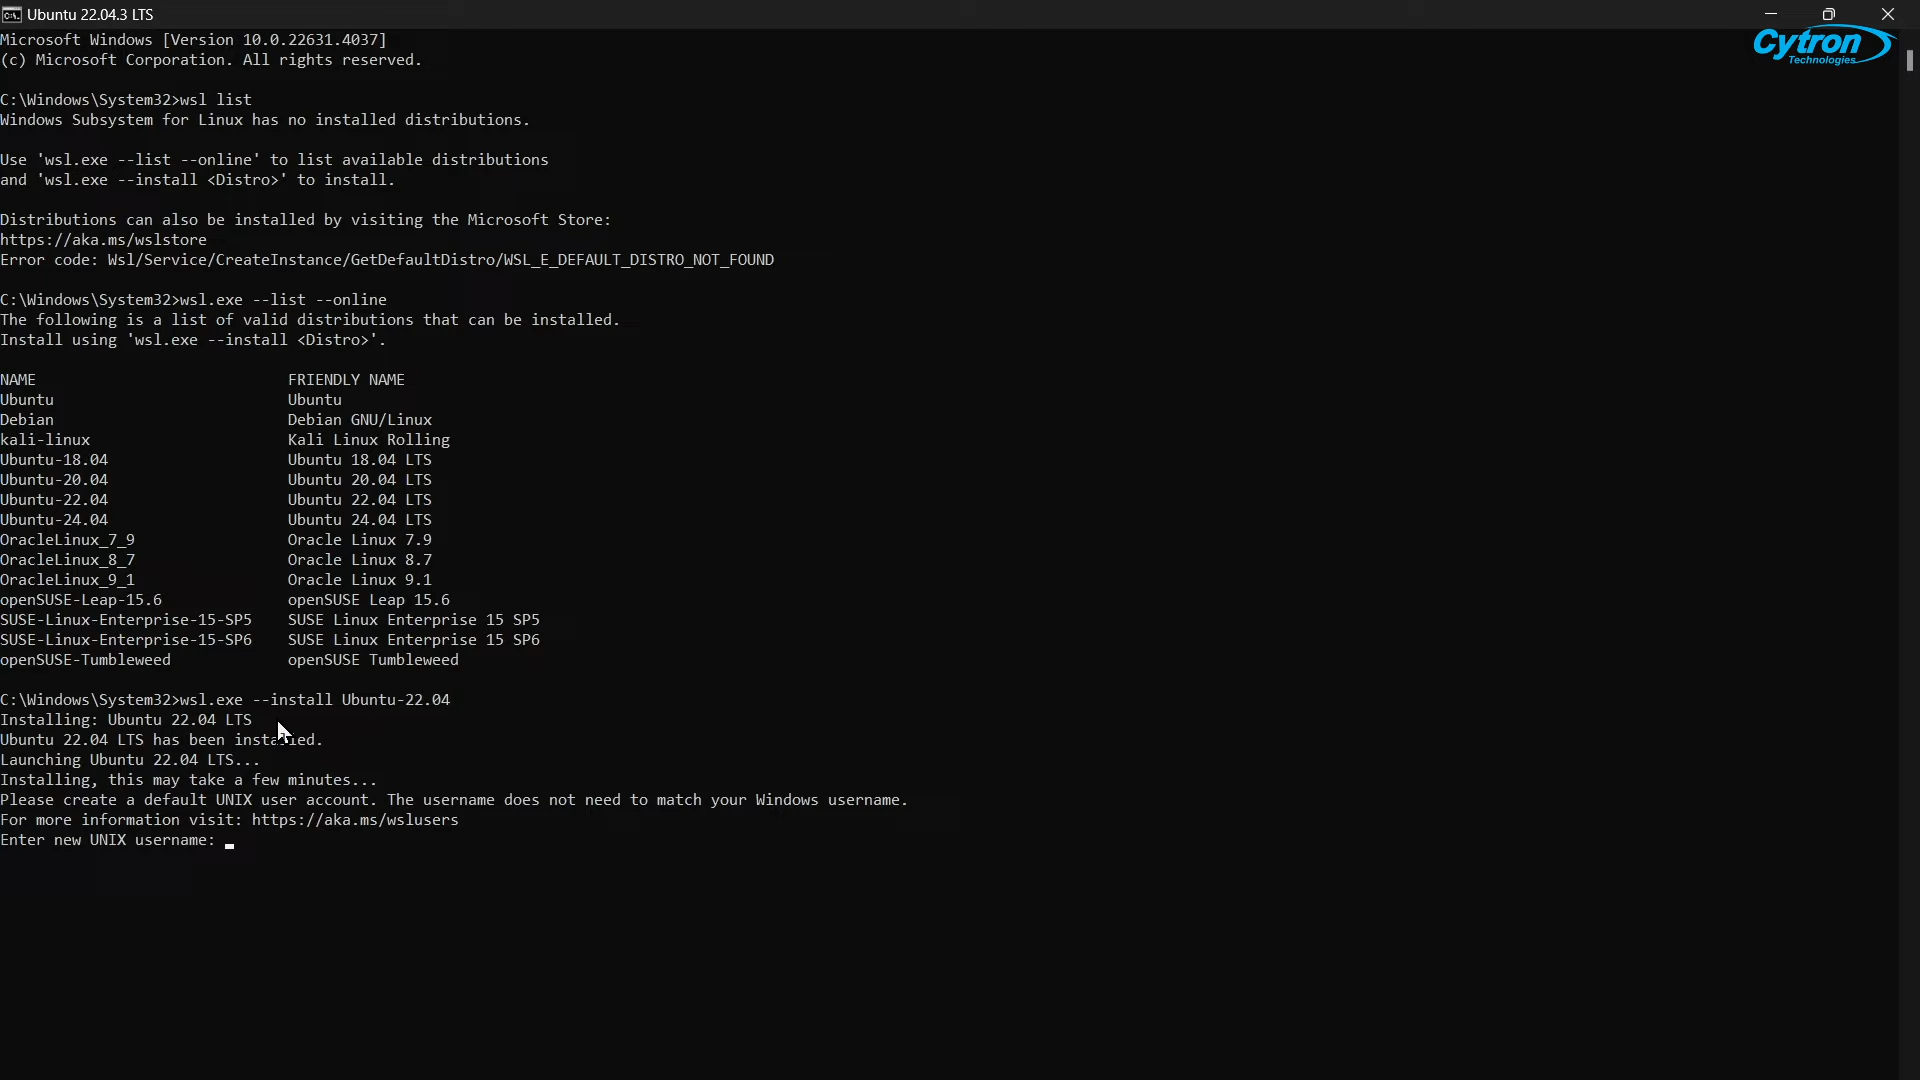 Ubuntu 22.04.3 LTS
Cytron
Technologies
Microsoft Windows [Version 10.0.22631.4037]
(c) Microsoft Corporation. All rights reserved.
C:\Windows\System32>wsl list
Windows Subsystem for Linux has no installed distributions.
Use 'wsl.exe --list --online' to list available distributions
and 'wsl.exe --install <Distro>' to install.
Distributions can also be installed by visiting the Microsoft Store:
https://aka.ms/wslstore
Error code: Wsl/Service/CreateInstance/GetDefaultDistro/WSL_E_DEFAULT_DISTRO_NOT_FOUND
C:\Windows\System32>wsl.exe --list --online
The following is a list of valid distributions that can be installed.
Install using 'wsl.exe --install <Distro>'.
NAME FRIENDLY NAME
Ubuntu Ubuntu
Debian Debian GNU/Linux
kali-linux Kali Linux Rolling
Ubuntu-18.04 Ubuntu 18.04 LTS
Ubuntu-20.04 Ubuntu 20.04 LTS
Ubuntu-22.04 Ubuntu 22.04 LTS
Ubuntu-24.04 Ubuntu 24.04 LTS
OracleLinux_7_9 Oracle Linux 7.9
OracleLinux_8_7 Oracle Linux 8.7
OracleLinux_9_1 Oracle Linux 9.1
openSUSE-Leap-15.6 openSUSE Leap 15.6
SUSE-Linux-Enterprise-15-SP5 SUSE Linux Enterprise 15 SP5
SUSE-Linux-Enterprise-15-SP6 SUSE Linux Enterprise 15 SP6
openSUSE-Tumbleweed openSUSE Tumbleweed
C:\Windows\System32>wsl.exe --install Ubuntu-22.04
Installing: Ubuntu 22.04 LTS
Ubuntu 22.04 LTS has been installed.
Launching Ubuntu 22.04 LTS...
Installing, this may take a few minutes...
Please create a default UNIX user account. The username does not need to match your Windows username.
For more information visit: https://aka.ms/wslusers
Enter new UNIX username: